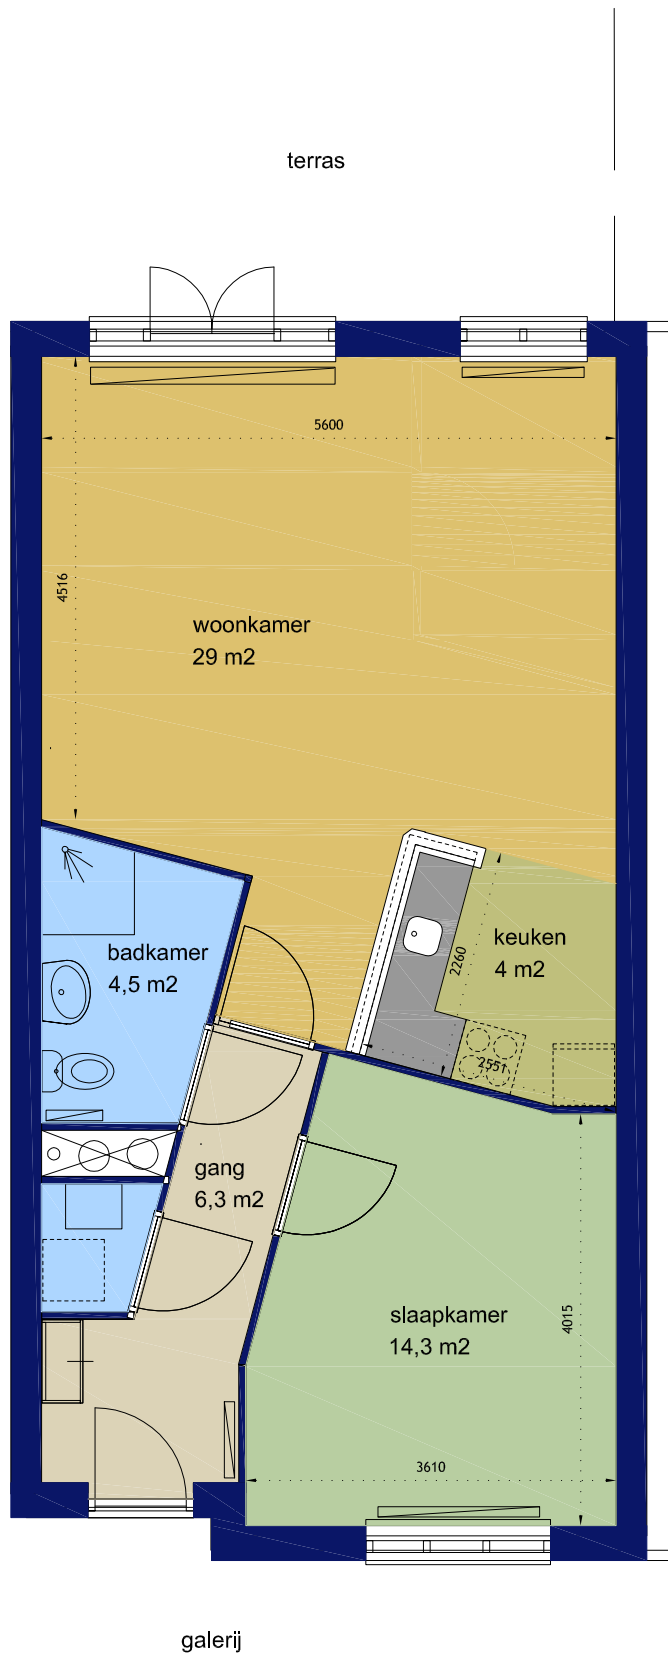 terras
5600
4516
woonkamer
29 m2
badkamer
4,5 m2
keuken
4 m2
2260
2551
gang
6,3 m2
slaapkamer
14,3 m2
4015
3610
galerij